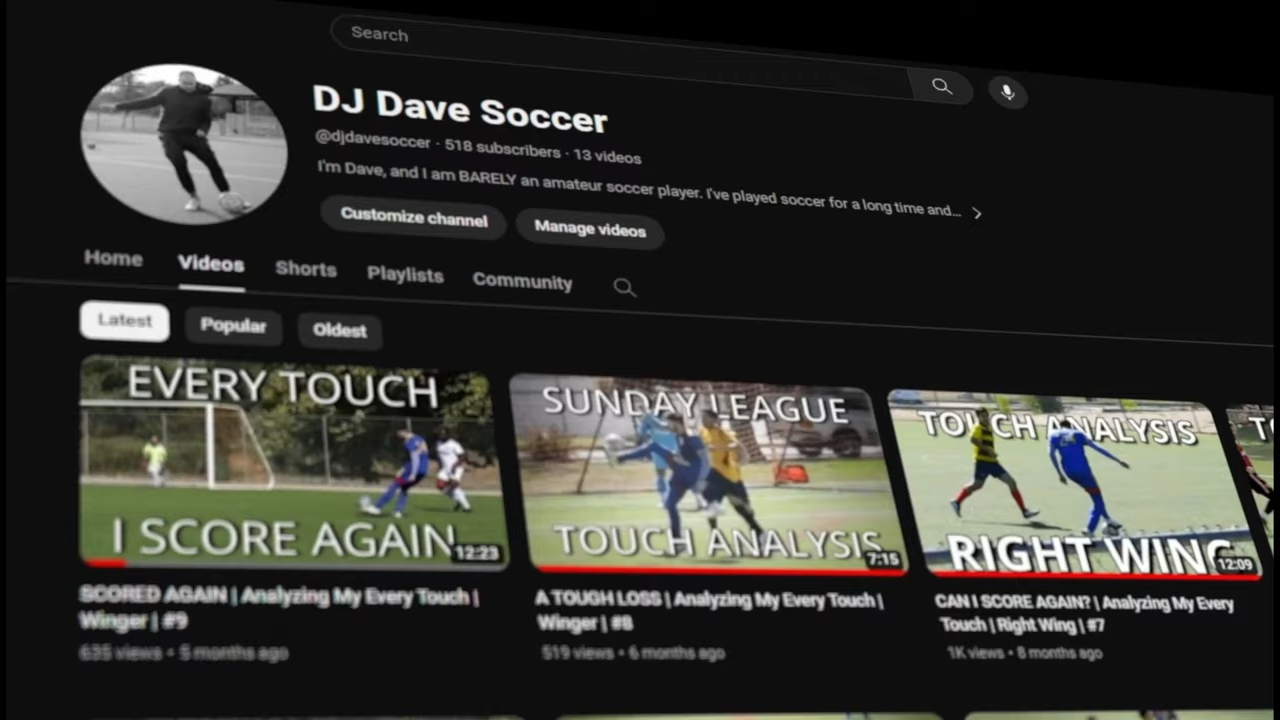 Search
DJ Dave Soccer
@djdavesoccer · 518 subscribers · 13 videos
I'm Dave, and I am BARELY an amateur soccer player. I've played soccer for a long time and...
Customize channel
Manage videos
Home
Videos
Shorts
Playlists
Community
Latest
Popular
Oldest
EVERY TOUCH
I SCORE AGAIN
12:23
SUNDAY LEAGUE
TOUCH ANALYSIS
7:15
TOUCH ANALYSIS
RIGHT WING
12:09
SCORED AGAIN | Analyzing My Every Touch |
Winger | #9
635 views • 5 months ago
A TOUGH LOSS | Analyzing My Every Touch |
Winger | #8
519 views • 6 months ago
CAN I SCORE AGAIN? | Analyzing My Every
Touch | Right Wing | #7
1K views • 8 months ago